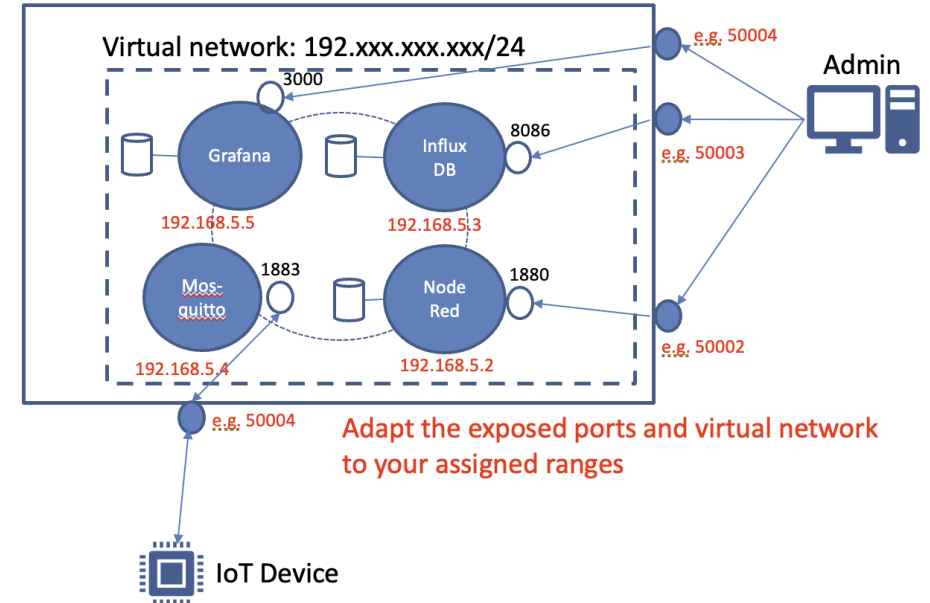 Virtual network: 192.xxx.xxx.xxx/24
e.g. 50004
Admin
3000
Grafana
Influx
DB
8086
e.g. 50003
192.168.5.5
192.168.5.3
Mos-
quitto
1883
Node
Red
1880
192.168.5.4
192.168.5.2
e.g. 50002
e.g. 50004
Adapt the exposed ports and virtual network
to your assigned ranges
IoT Device